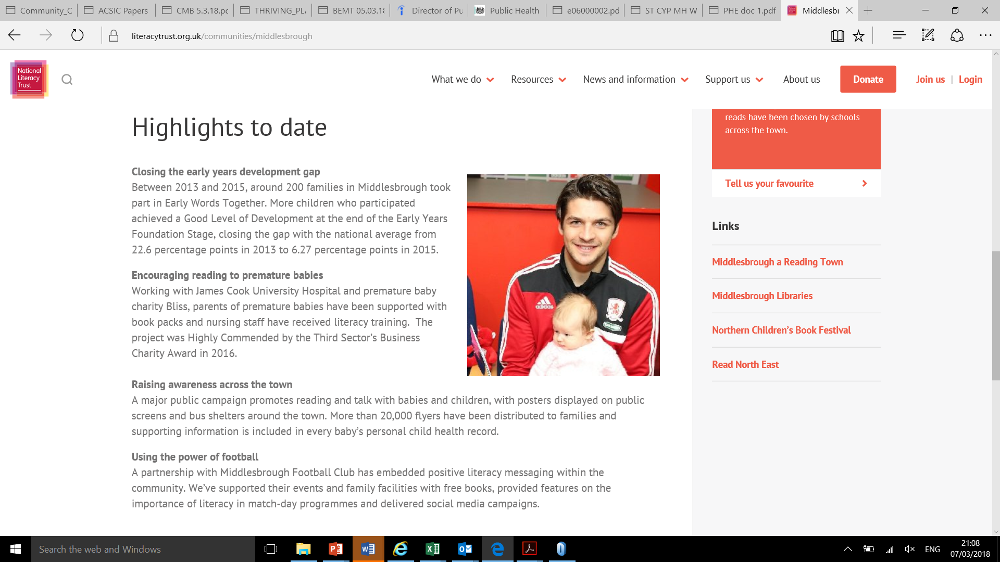 Community_C
ACSIC Papers
CMB 5.3.18.pc
THRIVING_PLA
BEMT 05.03.18
Director of Pu
Public Health
e06000002.pd
ST CYP MH W
PHE doc 1.pdf
Middlesbr
literacytrust.org.uk/communities/middlesbrough
National
Literacy
Trust
What we do
Resources
News and information
Support us
About us
Donate
Join us | Login
Highlights to date
Closing the early years development gap
Between 2013 and 2015, around 200 families in Middlesbrough took
part in Early Words Together. More children who participated
achieved a Good Level of Development at the end of the Early Years
Foundation Stage, closing the gap with the national average from
22.6 percentage points in 2013 to 6.27 percentage points in 2015.
Encouraging reading to premature babies
Working with James Cook University Hospital and premature baby
charity Bliss, parents of premature babies have been supported with
book packs and nursing staff have received literacy training.  The
project was Highly Commended by the Third Sector’s Business
Charity Award in 2016.
adidas
Raising awareness across the town
A major public campaign promotes reading and talk with babies and children, with posters displayed on public
screens and bus shelters around the town. More than 20,000 flyers have been distributed to families and
supporting information is included in every baby’s personal child health record.
Using the power of football
A partnership with Middlesbrough Football Club has embedded positive literacy messaging within the
community. We’ve supported their events and family facilities with free books, provided features on the
importance of literacy in match-day programmes and delivered social media campaigns.
reads have been chosen by schools
across the town.
Tell us your favourite
Links
Middlesbrough a Reading Town
Middlesbrough Libraries
Northern Children’s Book Festival
Read North East
Search the web and Windows
ENG
21:08
07/03/2018